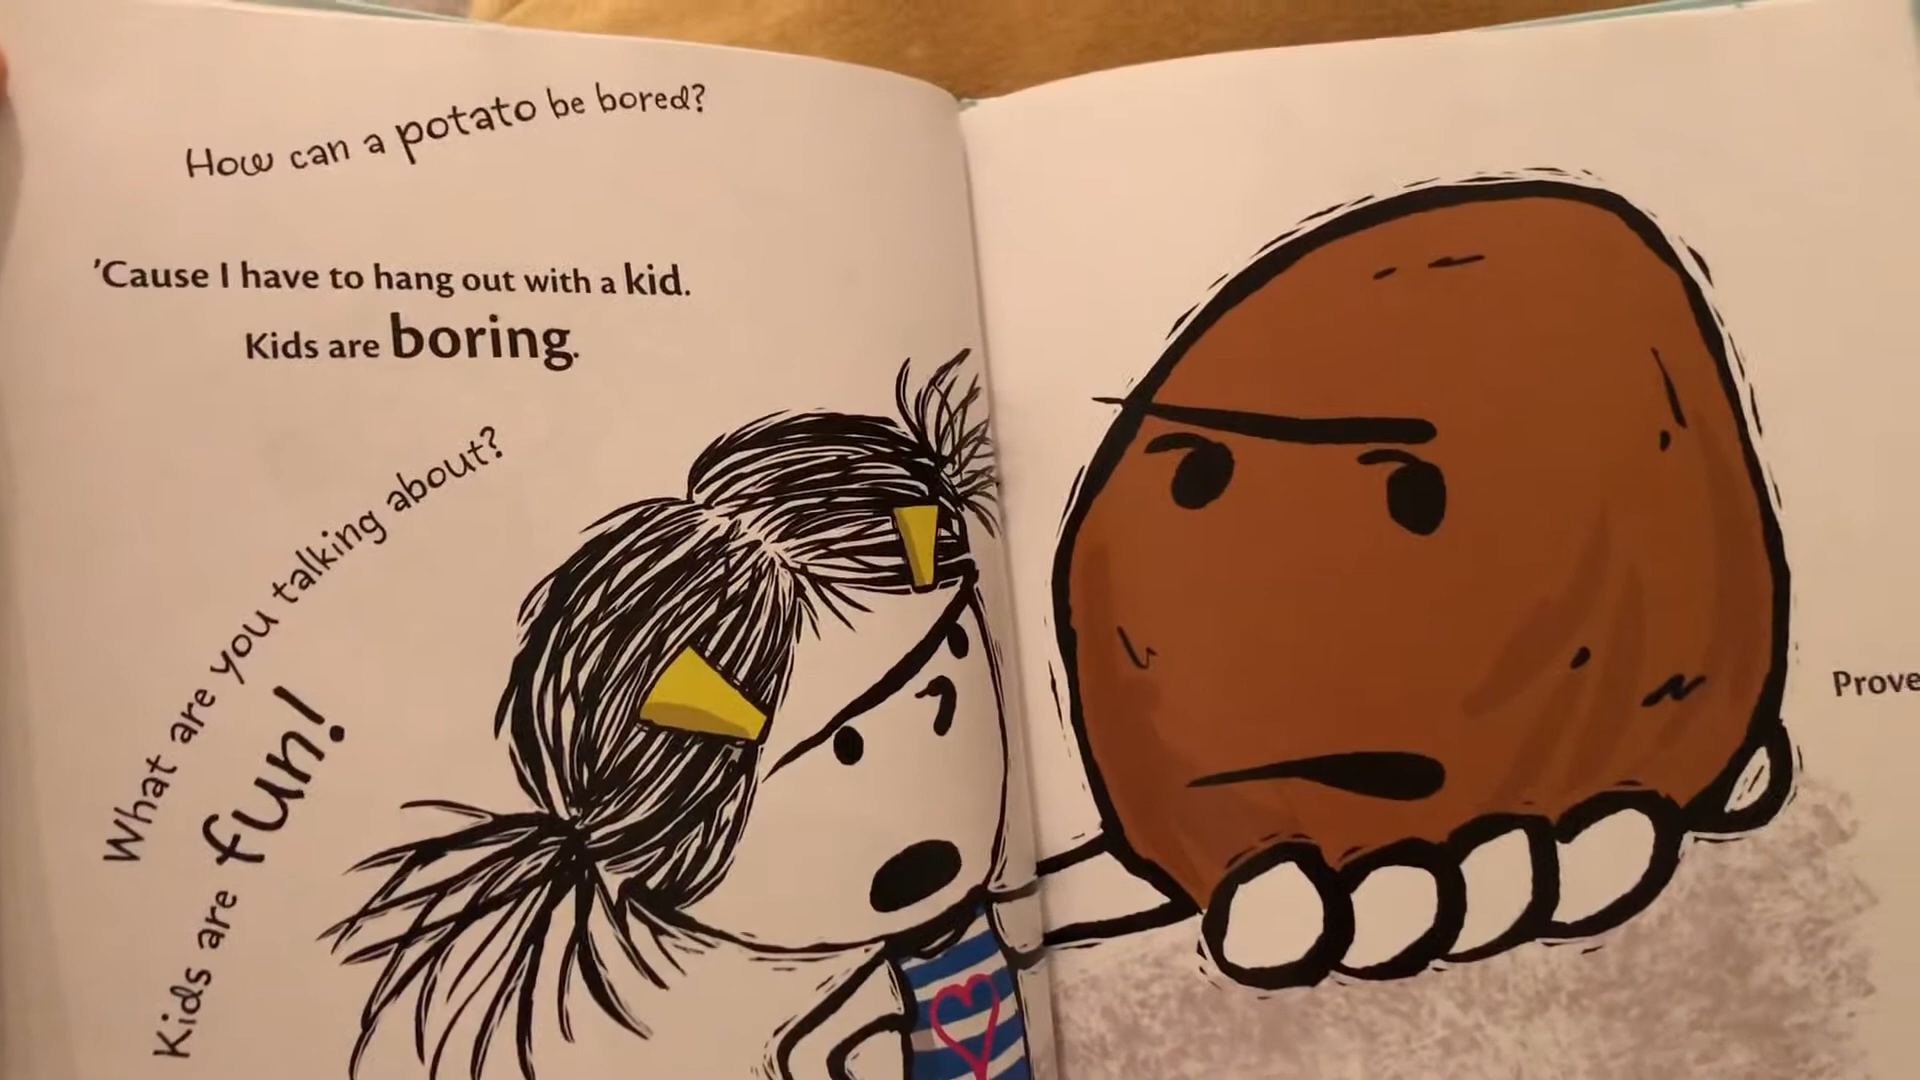 How can a potato be bored?
'Cause I have to hang out with a kid.
Kids are boring.
What are you talking about?
Kids are fun!
Prove